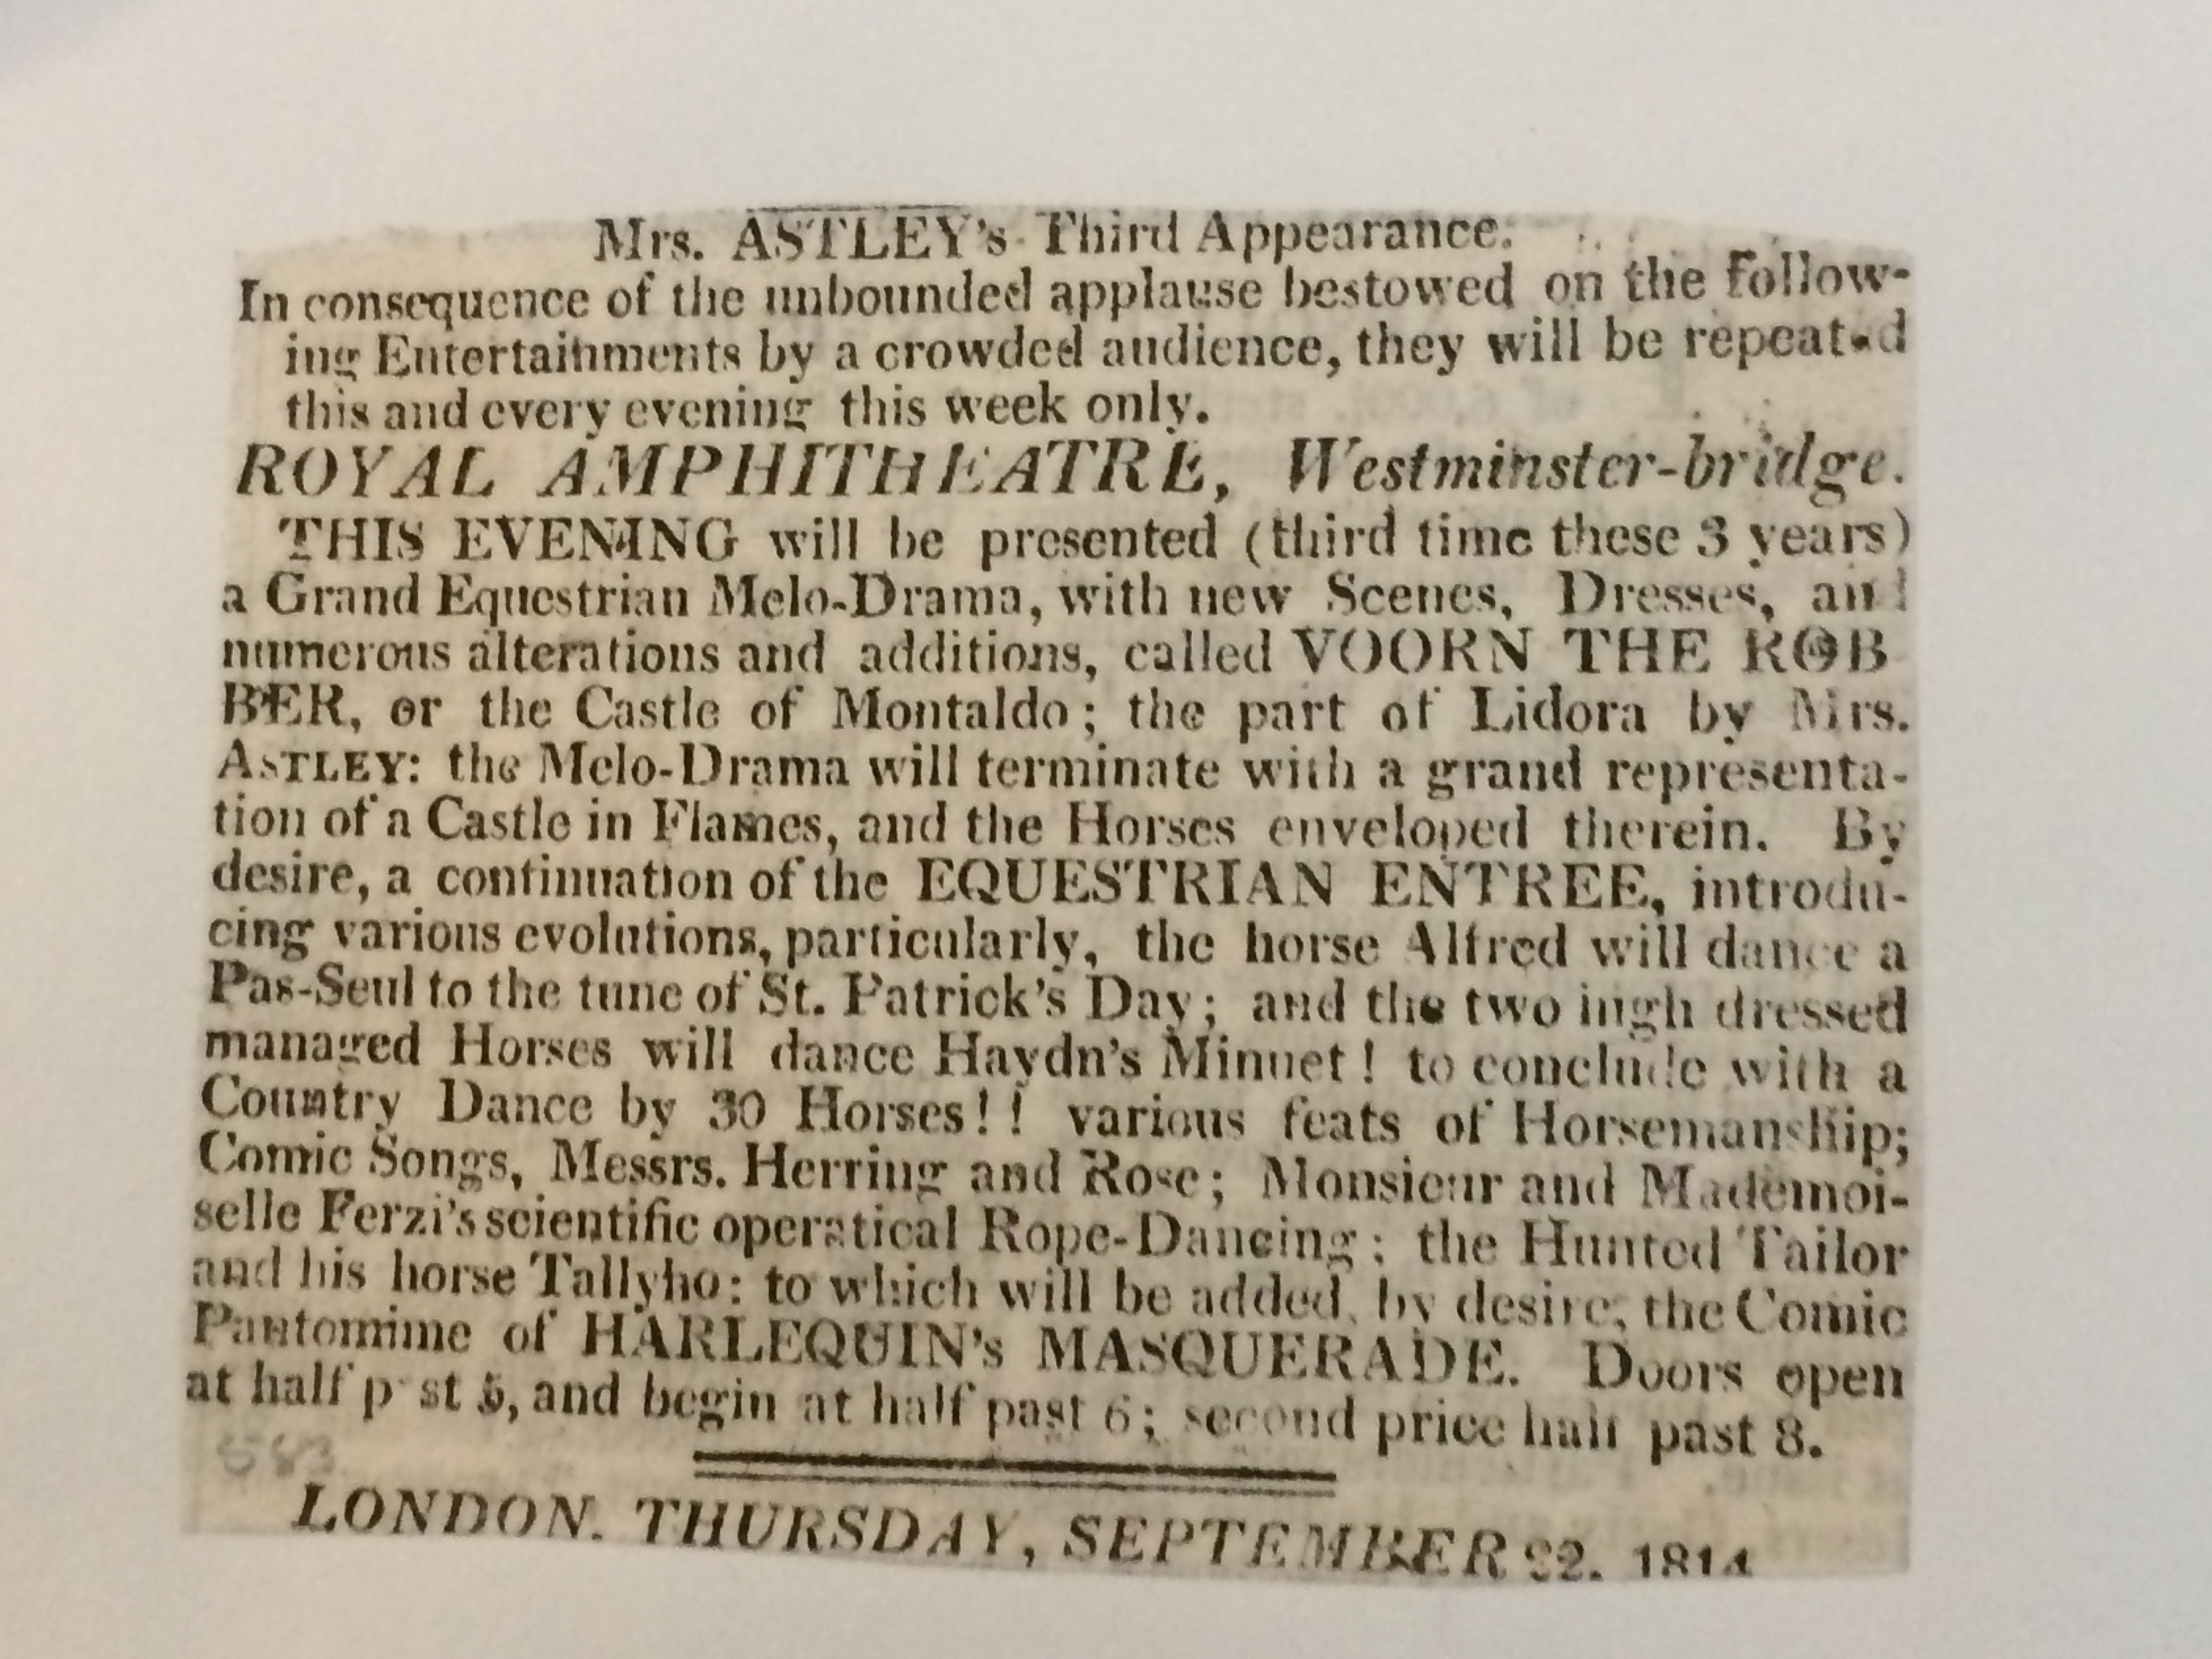 Mrs. ASTLEY's Third Appearance.
In consequence of the unbounded applause bestowed on the follow-
ing Entertainments by a crowded audience, they will be repeated
this and every evening this week only.
ROYAL AMPHITHEATRE, Westminster-bridge.
THIS EVENING will be presented (third time these 3 years)
a Grand Equestrian Melo-Drama, with new Scenes, Dresses, and
numerous alterations and additions, called VOORN THE ROB
BER, or the Castle of Montaldo; the part of Lidora by Mrs.
ASTLEY: the Melo-Drama will terminate with a grand representa-
tion of a Castle in Flames, and the Horses enveloped therein. By
desire, a continuation of the EQUESTRIAN ENTREE, introdu-
cing various evolutions, particularly, the horse Alfred will dance a
Pas-Seul to the tune of St. Patrick's Day; and the two high dressed
managed Horses will dance Haydn's Minuet! to conclude with a
Country Dance by 30 Horses!! various feats of Horsemanship;
Comic Songs, Messrs. Herring and Rose; Monsieur and Mademoi-
selle Ferzi's scientific operatical Rope-Dancing; the Hunted Tailor
and his horse Tallyho: to which will be added, by desire, the Comic
Pantomime of HARLEQUIN's MASQUERADE. Doors open
at half past 5, and begin at half past 6; second price half past 8.
583
LONDON. THURSDAY, SEPTEMBER 22. 1814